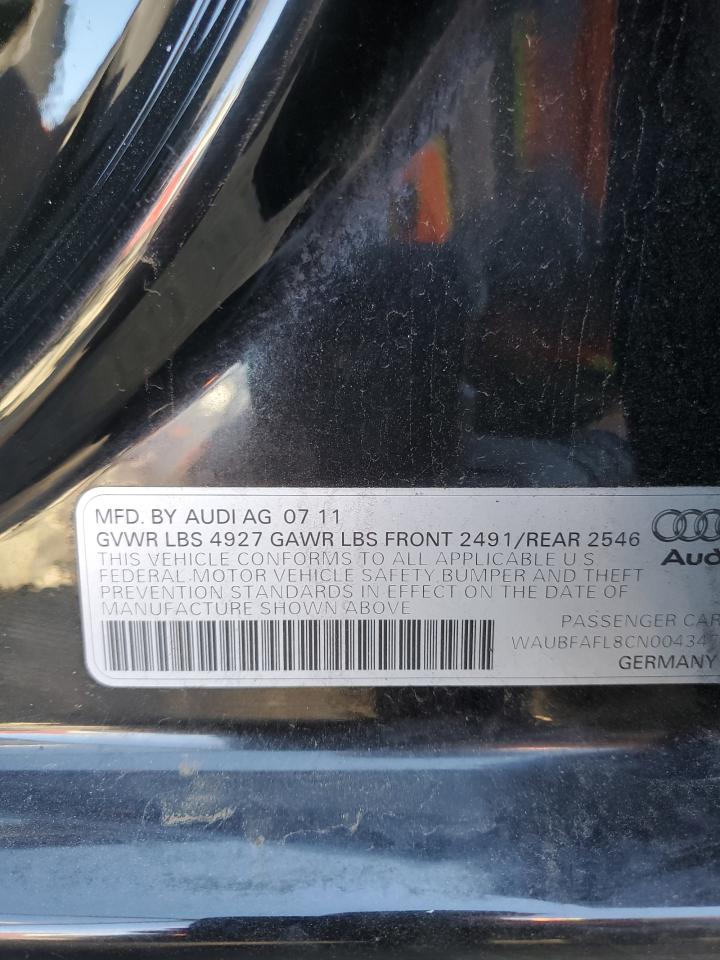 MFD. BY AUDI AG 07 11
GVWR LBS 4927 GAWR LBS FRONT 2491/REAR 2546
THIS VEHICLE CONFORMS TO ALL APPLICABLE U S
FEDERAL MOTOR VEHICLE SAFETY BUMPER AND THEFT
PREVENTION STANDARDS IN EFFECT ON THE DATE OF
MANUFACTURE SHOWN ABOVE
Aud
PASSENGER CAR
GERMANY